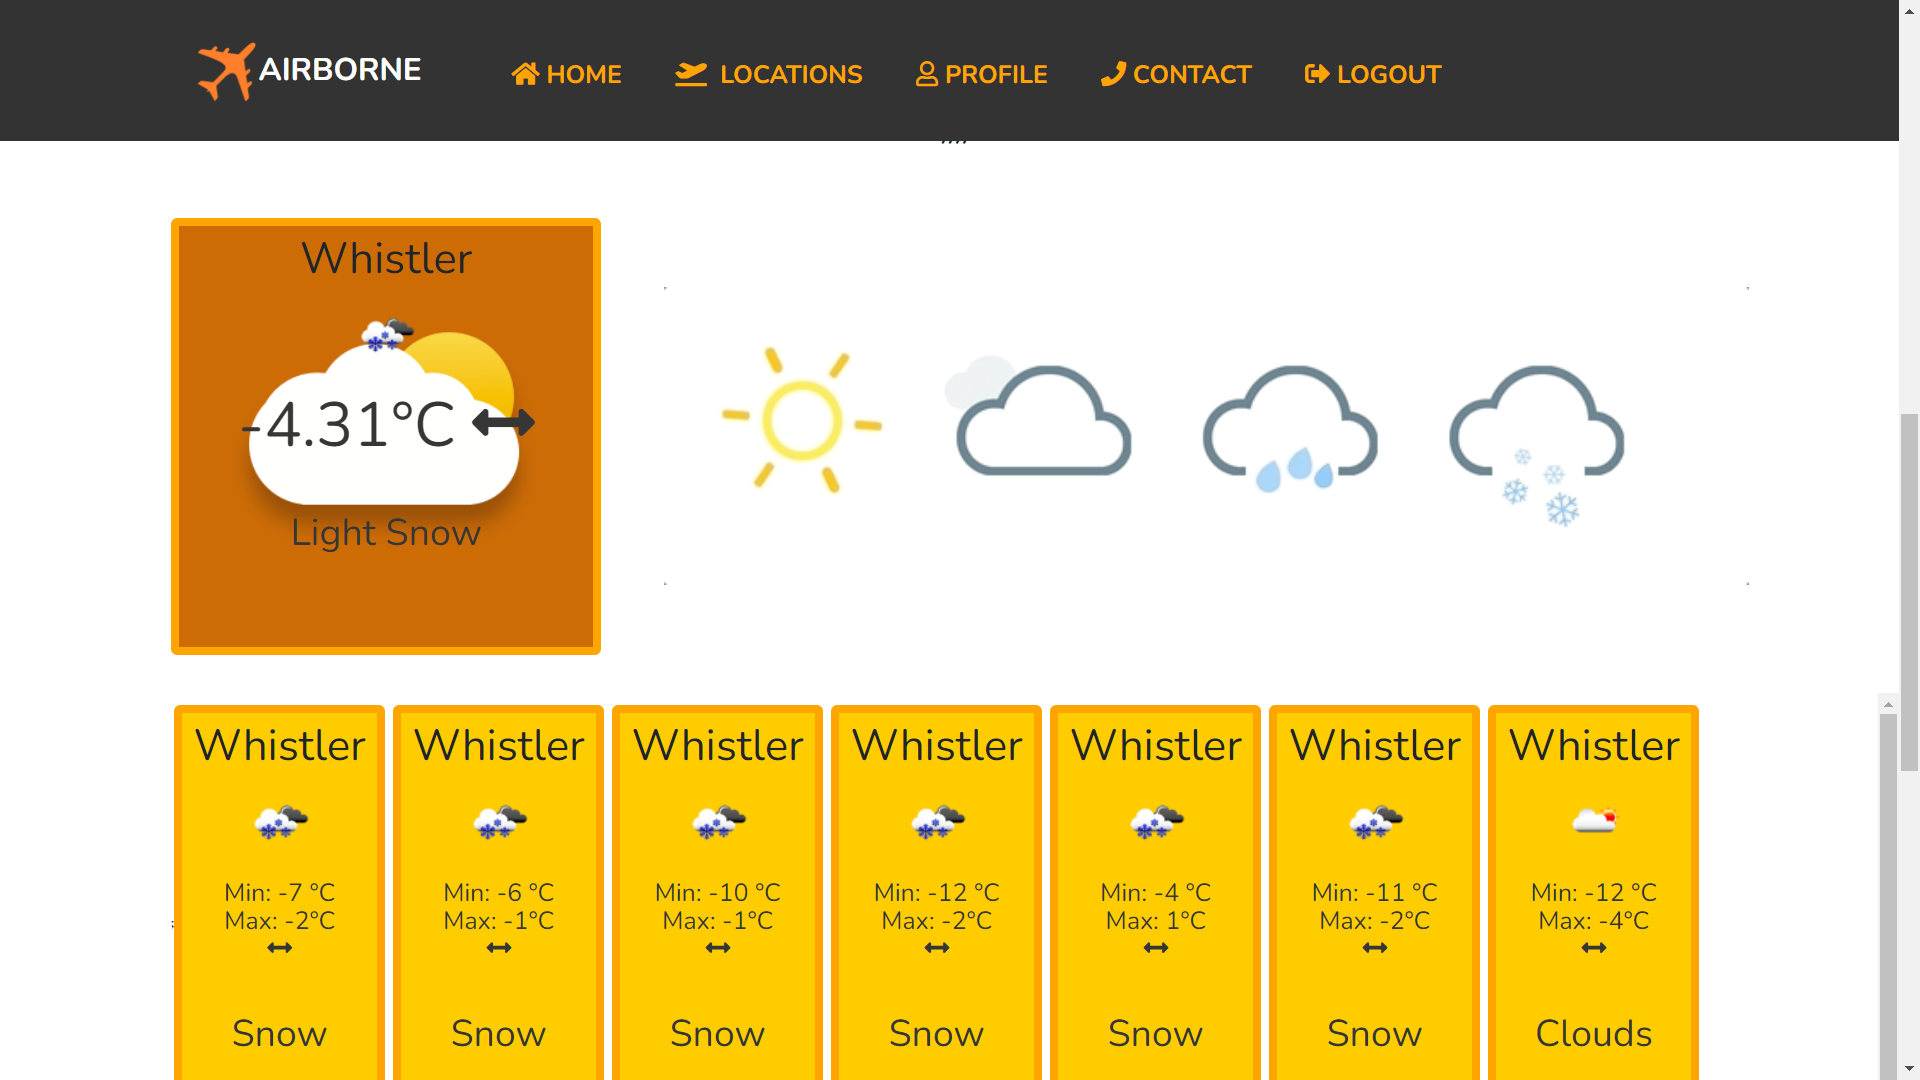 AIRBORNE
HOME
LOCATIONS
PROFILE
CONTACT
LOGOUT
Whistler
-4.31°C
Light Snow
Whistler
Min: -7 °C
Max: -2°C
Snow
Whistler
Min: -6 °C
Max: -1°C
Snow
Whistler
Min: -10 °C
Max: -1°C
Snow
Whistler
Min: -12 °C
Max: -2°C
Snow
Whistler
Min: -4 °C
Max: 1°C
Snow
Whistler
Min: -11 °C
Max: -2°C
Snow
Whistler
Min: -12 °C
Max: -4°C
Clouds